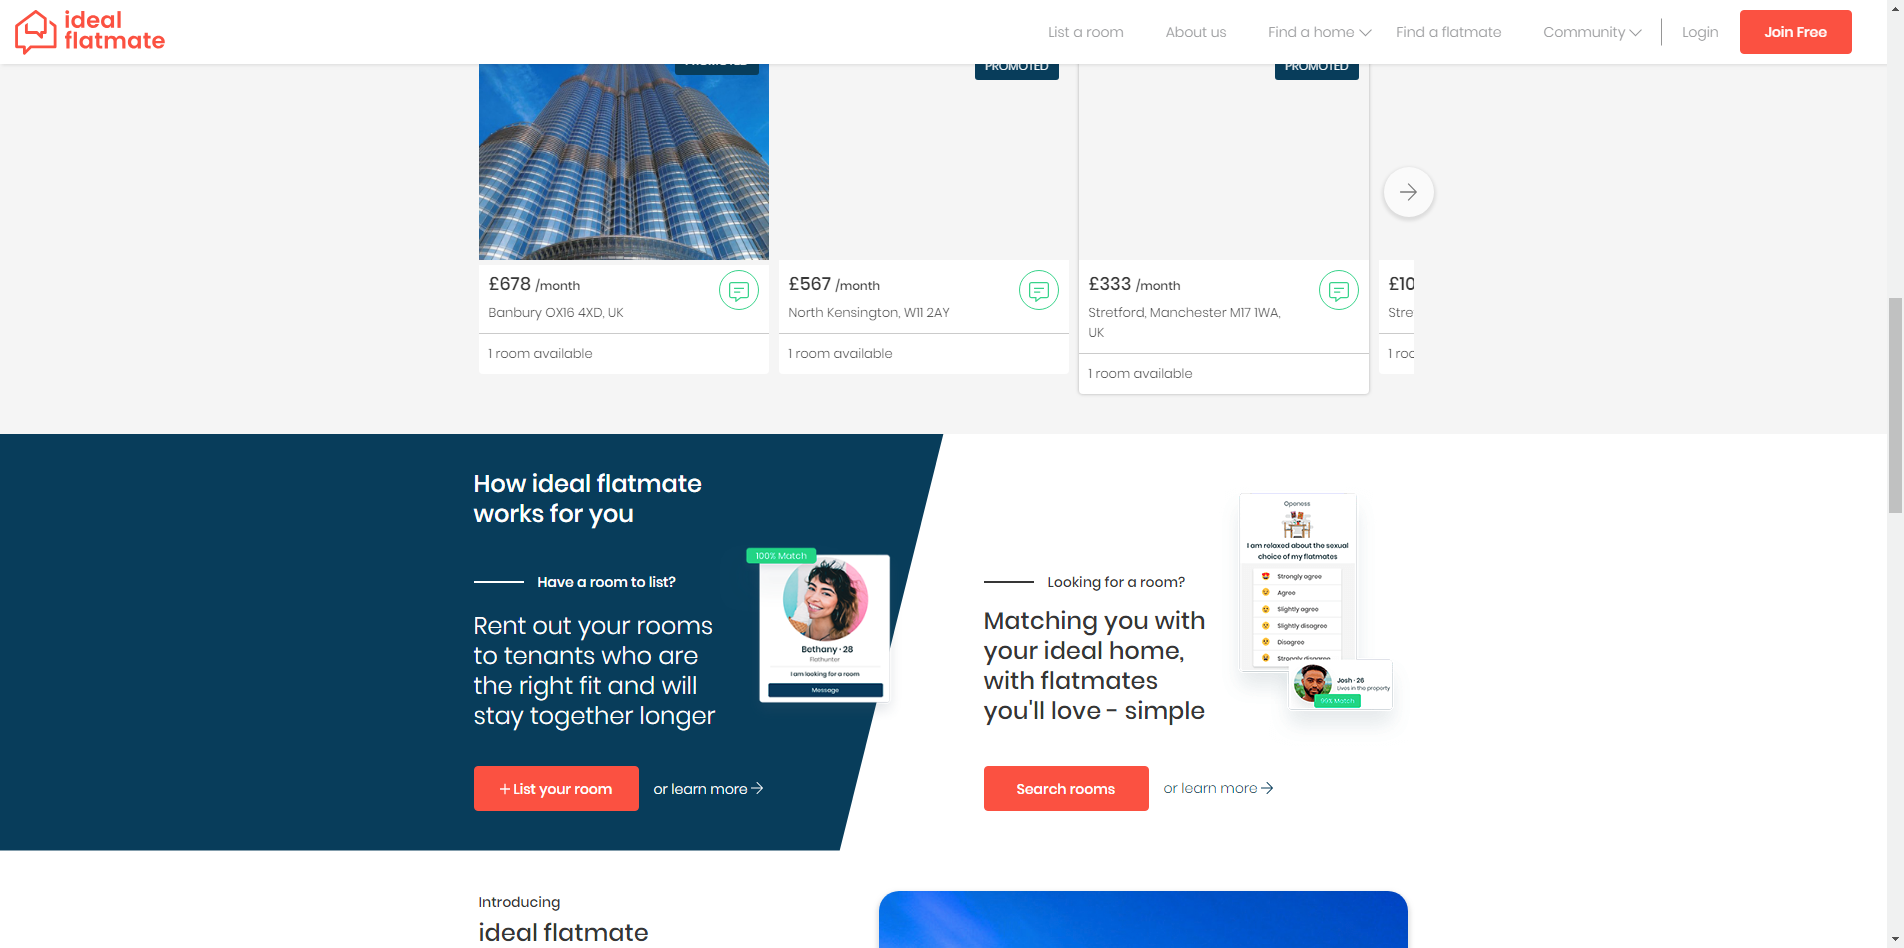 ideal
flatmate
List a room
About us
Find a home
Find a flatmate
Community
Login
Join Free
PROMOTED
PROMOTED
£678 /month
Banbury OX16 4XD, UK
1 room available
£567 /month
North Kensington, W11 2AY
1 room available
£333 /month
Stretford, Manchester M17 1WA,
UK
1 room available
£10
Stre
1 roo
How ideal flatmate
works for you
Have a room to list?
Rent out your rooms
to tenants who are
the right fit and will
stay together longer
100% Match
Bethany · 28
Flathunter
I am looking for a room
Message
+ List your room
or learn more
Looking for a room?
Matching you with
your ideal home,
with flatmates
you'll love - simple
Openess
I am relaxed about the sexual
choice of my flatmates
Strongly agree
Agree
Slightly agree
Slightly disagree
Disagree
Strongly disagree
Josh · 26
Lives in the property
99% Match
Search rooms
or learn more
Introducing
ideal flatmate